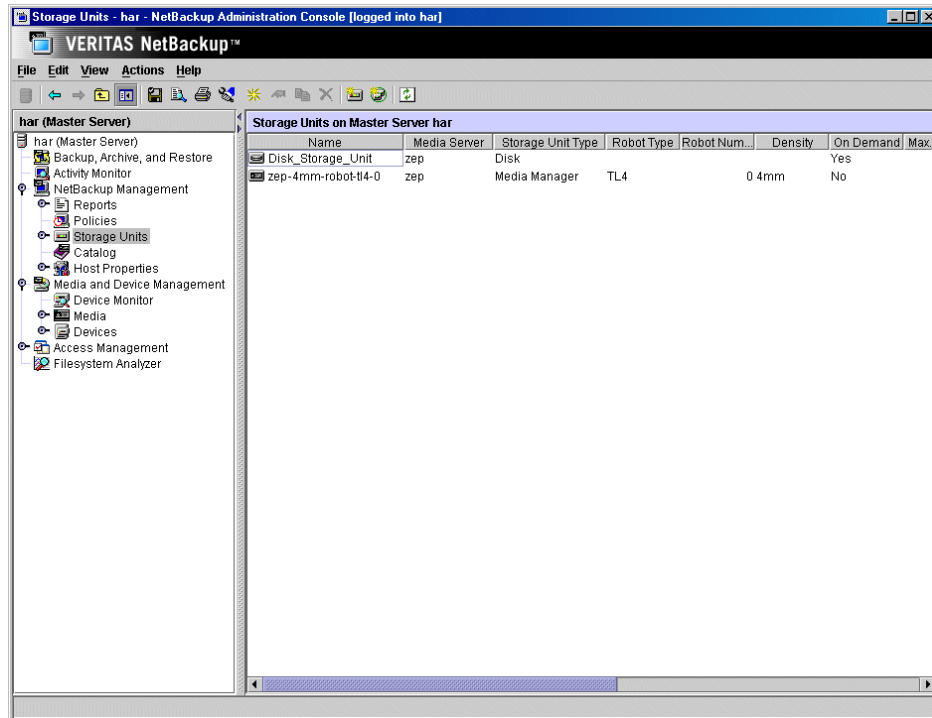 Storage Units - har - NetBackup Administration Console [logged into har]
VERITAS NetBackup™
File Edit View Actions Help
har (Master Server)
Storage Units on Master Server har
har (Master Server)
Backup, Archive, and Restore
Activity Monitor
NetBackup Management
Reports
Policies
Storage Units
Catalog
Host Properties
Media and Device Management
Device Monitor
Media
Devices
Access Management
Filesystem Analyzer
Name Media Server Storage Unit Type Robot Type Robot Num... Density On Demand Max.
Disk_Storage_Unit zep Disk Yes
zep-4mm-robot-tl4-0 zep Media Manager TL4 0 4mm No